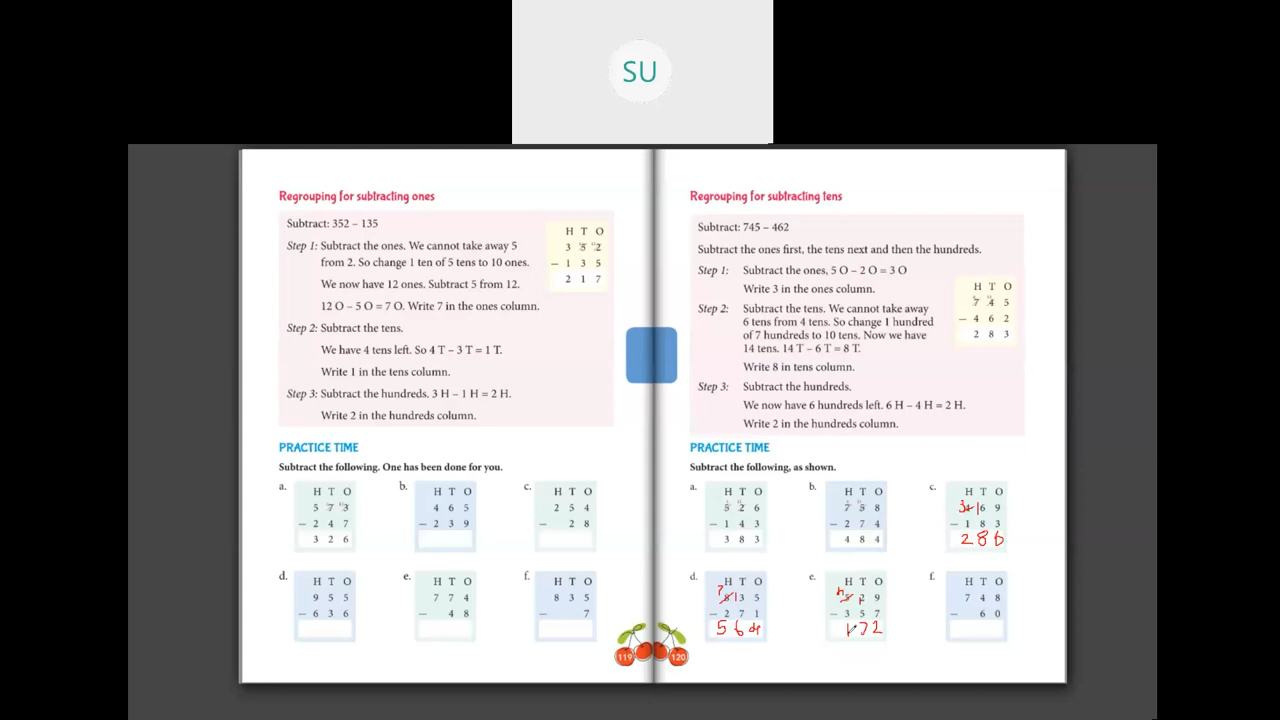 SU
Regrouping for subtracting ones
Subtract: 352 – 135
Step 1: Subtract the ones. We cannot take away 5
from 2. So change 1 ten of 5 tens to 10 ones.
We now have 12 ones. Subtract 5 from 12.
12 O – 5 O = 7 O. Write 7 in the ones column.
Step 2: Subtract the tens.
We have 4 tens left. So 4 T – 3 T = 1 T.
Write 1 in the tens column.
Step 3: Subtract the hundreds. 3 H – 1 H = 2 H.
Write 2 in the hundreds column.
H T O
3 5 2
– 1 3 5
2 1 7
PRACTICE TIME
Subtract the following. One has been done for you.
a.
H T O
5 7 3
– 2 4 7
3 2 6
b.
H T O
4 6 5
– 2 3 9
c.
H T O
2 5 4
– 2 8
d.
H T O
9 5 5
– 6 3 6
e.
H T O
7 7 4
– 4 8
f.
H T O
8 3 5
– 7
119
Regrouping for subtracting tens
Subtract: 745 – 462
Subtract the ones first, the tens next and then the hundreds.
Step 1: Subtract the ones, 5 O – 2 O = 3 O
Write 3 in the ones column.
Step 2: Subtract the tens. We cannot take away
6 tens from 4 tens. So change 1 hundred
of 7 hundreds to 10 tens. Now we have
14 tens. 14 T – 6 T = 8 T.
Write 8 in tens column.
Step 3: Subtract the hundreds.
We now have 6 hundreds left. 6 H – 4 H = 2 H.
Write 2 in the hundreds column.
H T O
7 4 5
– 4 6 2
2 8 3
PRACTICE TIME
Subtract the following, as shown.
a.
H T O
5 2 6
– 1 4 3
3 8 3
b.
H T O
7 5 8
– 2 7 4
4 8 4
c.
H T O
3 4 1 6 9
– 1 8 3
2 8 6
d.
H T O
7
8 1 3 5
– 2 7 1
5 6 4
e.
H T O
4
5 1 2 9
– 3 5 7
1 7 2
f.
H T O
7 4 8
– 6 0
120